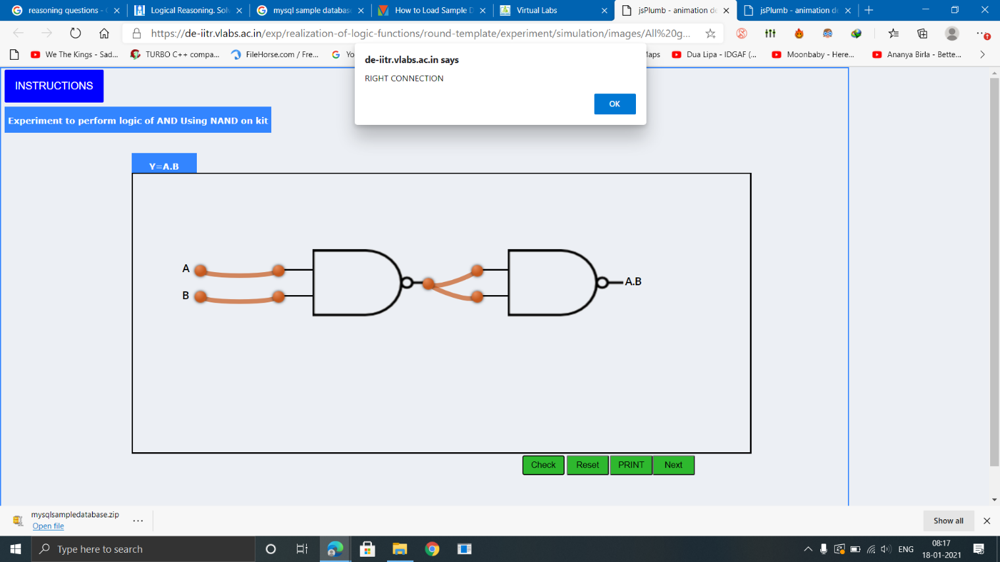 reasoning questions -
Logical Reasoning. Sol
mysql sample databas
How to Load Sample D
Virtual Labs
jsPlumb - animation de
jsPlumb - animation de
https://de-iitr.vlabs.ac.in/exp/realization-of-logic-functions/round-template/experiment/simulation/images/All%20g...
We The Kings - Sad...
TURBO C++ compa...
FileHorse.com / Fre...
Yo
Maps
Dua Lipa - IDGAF (...
Moonbaby - Here...
Ananya Birla - Bette...
de-iitr.vlabs.ac.in says
RIGHT CONNECTION
OK
INSTRUCTIONS
Experiment to perform logic of AND Using NAND on kit
Y=A.B
A
B
A.B
Check
Reset
PRINT
Next
mysqlsampledatabase.zip
Open file
...
Show all
Type here to search
ENG
08:17
18-01-2021